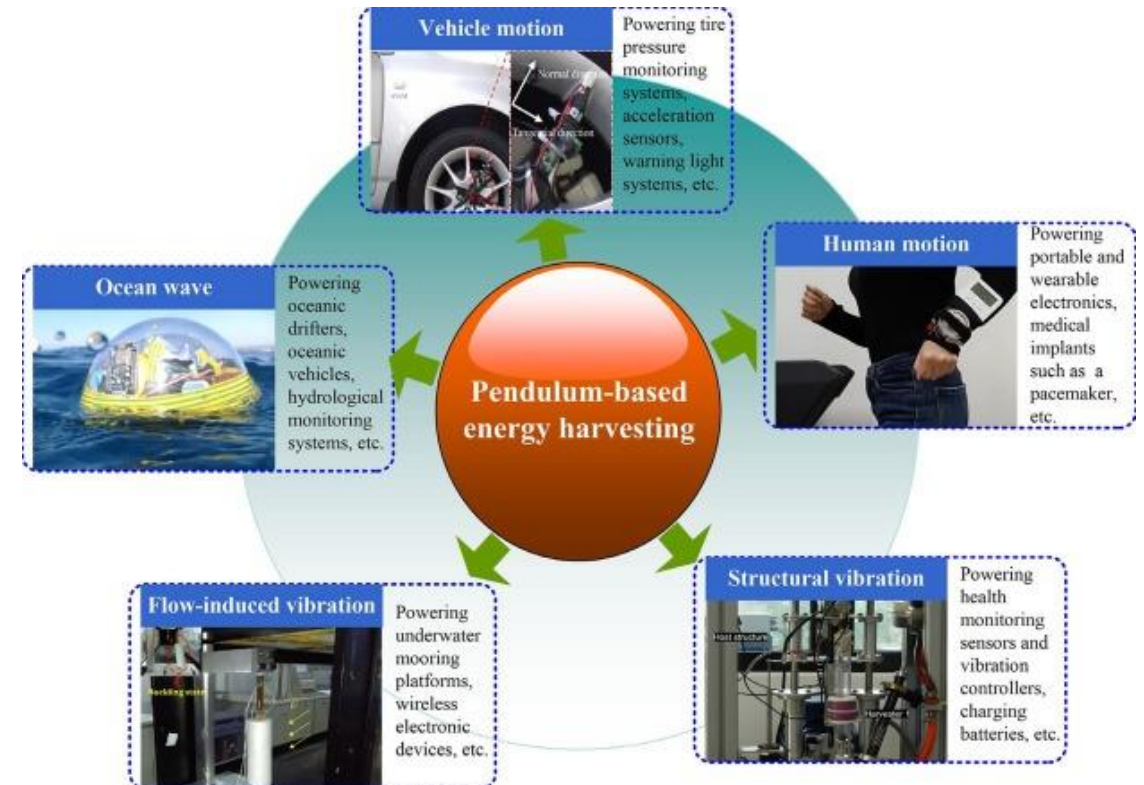 Vehicle motion
Normal direction
Tangential direction
Powering tire
pressure
monitoring
systems,
acceleration
sensors,
warning light
systems, etc.
Human motion
Powering
portable and
wearable
electronics,
medical
implants
such as a
pacemaker,
etc.
Ocean wave
Powering
oceanic
drifters,
oceanic
vehicles,
hydrological
monitoring
systems, etc.
Pendulum-based
energy harvesting
Flow-induced vibration
Rockling state
Powering
underwater
mooring
platforms,
wireless
electronic
devices, etc.
Structural vibration
Host structure
Harvester 1
Powering
health
monitoring
sensors and
vibration
controllers,
charging
batteries, etc.